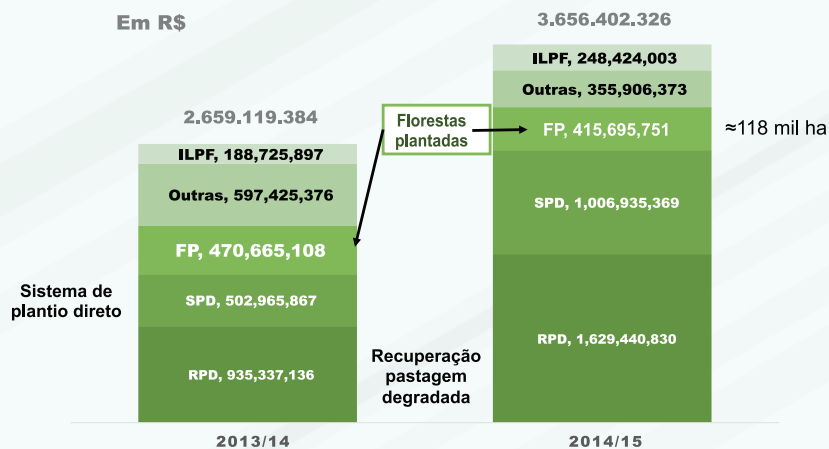 Em R$
2.659.119.384
ILPF, 188,725,897
Outras, 597,425,376
FP, 470,665,108
SPD, 502,965,867
RPD, 935,337,136
2013/14
Sistema de
plantio direto
Florestas
plantadas
Recuperação
pastagem
degradada
3.656.402.326
ILPF, 248,424,003
Outras, 355,906,373
FP, 415,695,751
≈118 mil ha
SPD, 1,006,935,369
RPD, 1,629,440,830
2014/15